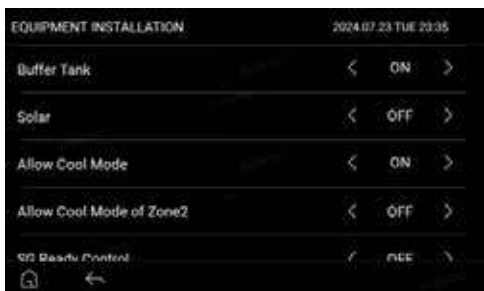 EQUIPMENT INSTALLATION 2024.07.23 TUE 23:35
Buffer Tank < ON >
Solar < OFF >
Allow Cool Mode < ON >
Allow Cool Mode of Zone2 < OFF >
SG Ready Control < OFF >